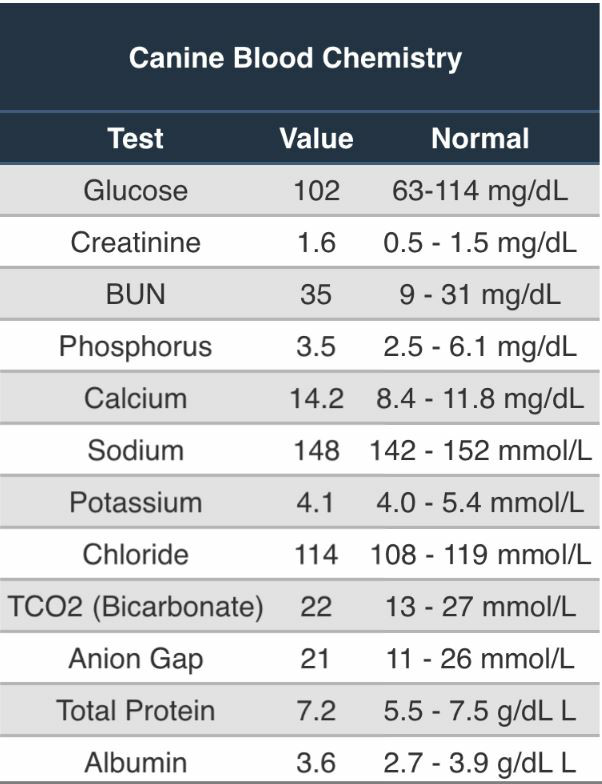 Canine Blood Chemistry
Test Value Normal
Glucose 102 63-114 mg/dL
Creatinine 1.6 0.5 - 1.5 mg/dL
BUN 35 9 - 31 mg/dL
Phosphorus 3.5 2.5 - 6.1 mg/dL
Calcium 14.2 8.4 - 11.8 mg/dL
Sodium 148 142 - 152 mmol/L
Potassium 4.1 4.0 - 5.4 mmol/L
Chloride 114 108 - 119 mmol/L
TCO2 (Bicarbonate) 22 13 - 27 mmol/L
Anion Gap 21 11 - 26 mmol/L
Total Protein 7.2 5.5 - 7.5 g/dL L
Albumin 3.6 2.7 - 3.9 g/dL L